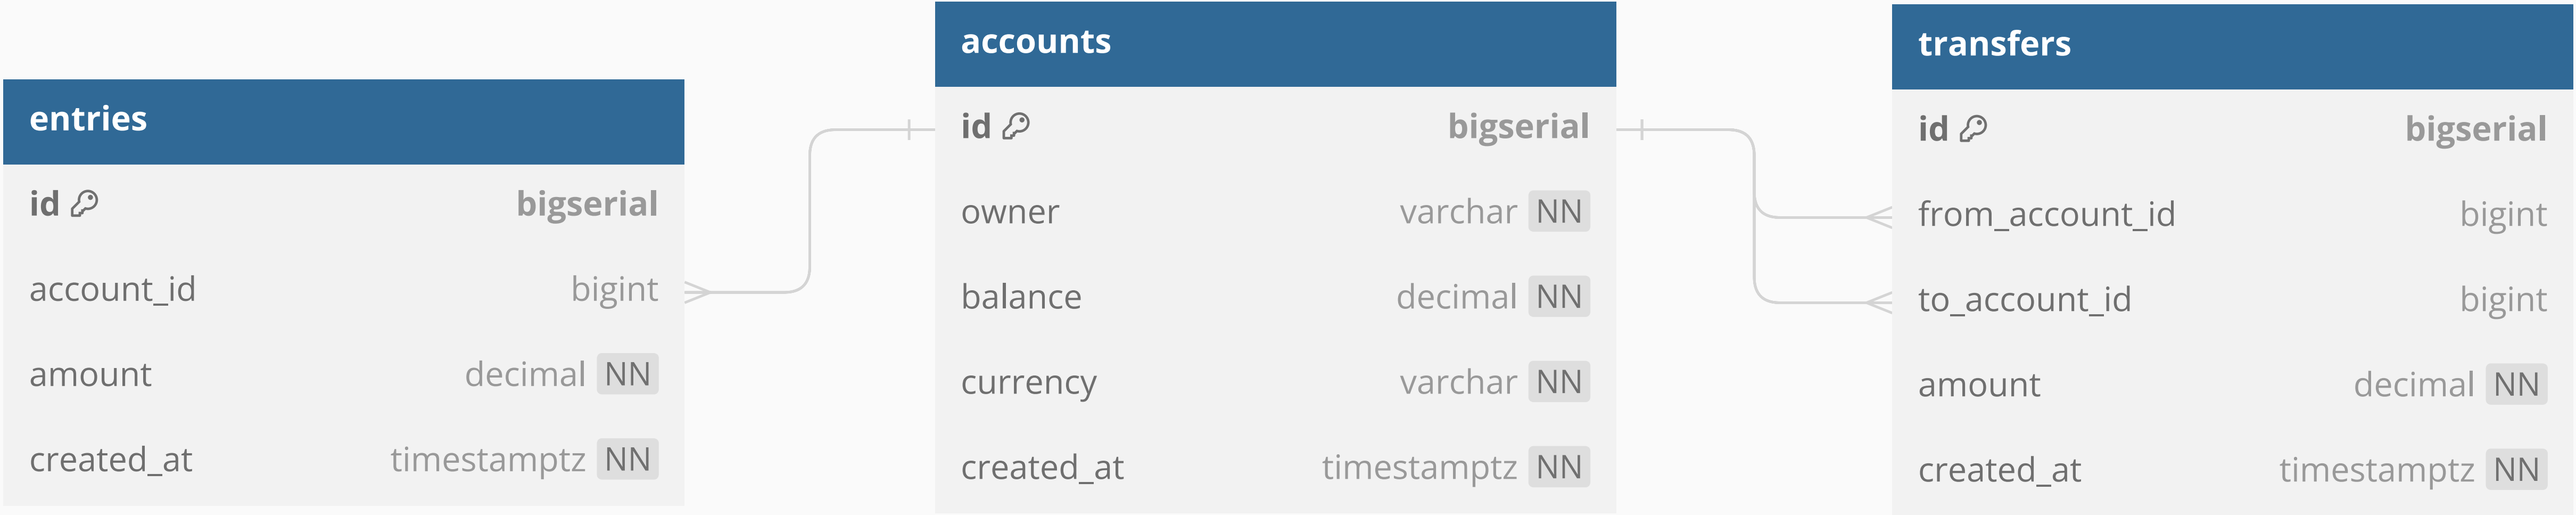 entries
id bigserial
account_id bigint
amount decimal NN
created_at timestamptz NN
accounts
id bigserial
owner varchar NN
balance decimal NN
currency varchar NN
created_at timestamptz NN
transfers
id bigserial
from_account_id bigint
to_account_id bigint
amount decimal NN
created_at timestamptz NN